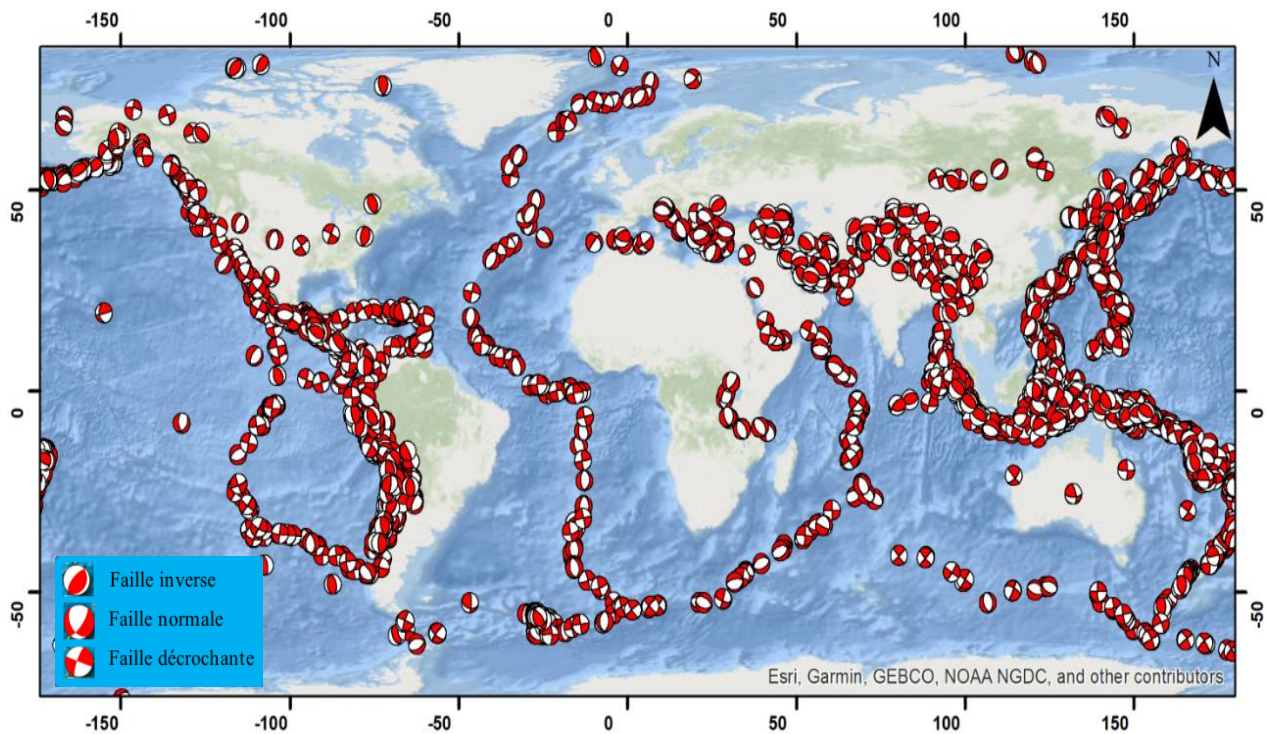 -150 -100 -50 0 50 100 150
N
50 50
0 0
-50 -50
Faille inverse
Faille normale
Faille décrochante
Esri, Garmin, GEBCO, NOAA NGDC, and other contributors
-150 -100 -50 0 50 100 150